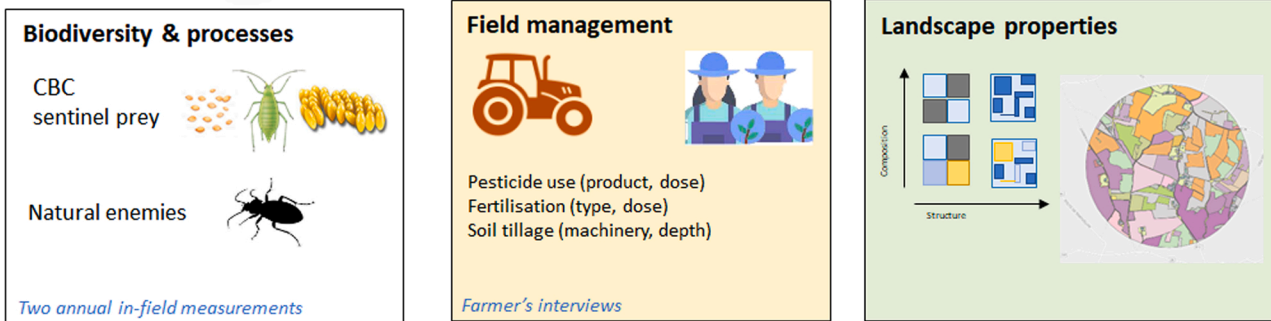 Biodiversity & processes
CBC
sentinel prey
Natural enemies
Two annual in-field measurements
Field management
Pesticide use (product, dose)
Fertilisation (type, dose)
Soil tillage (machinery, depth)
Farmer's interviews
Landscape properties
Composition
Structure